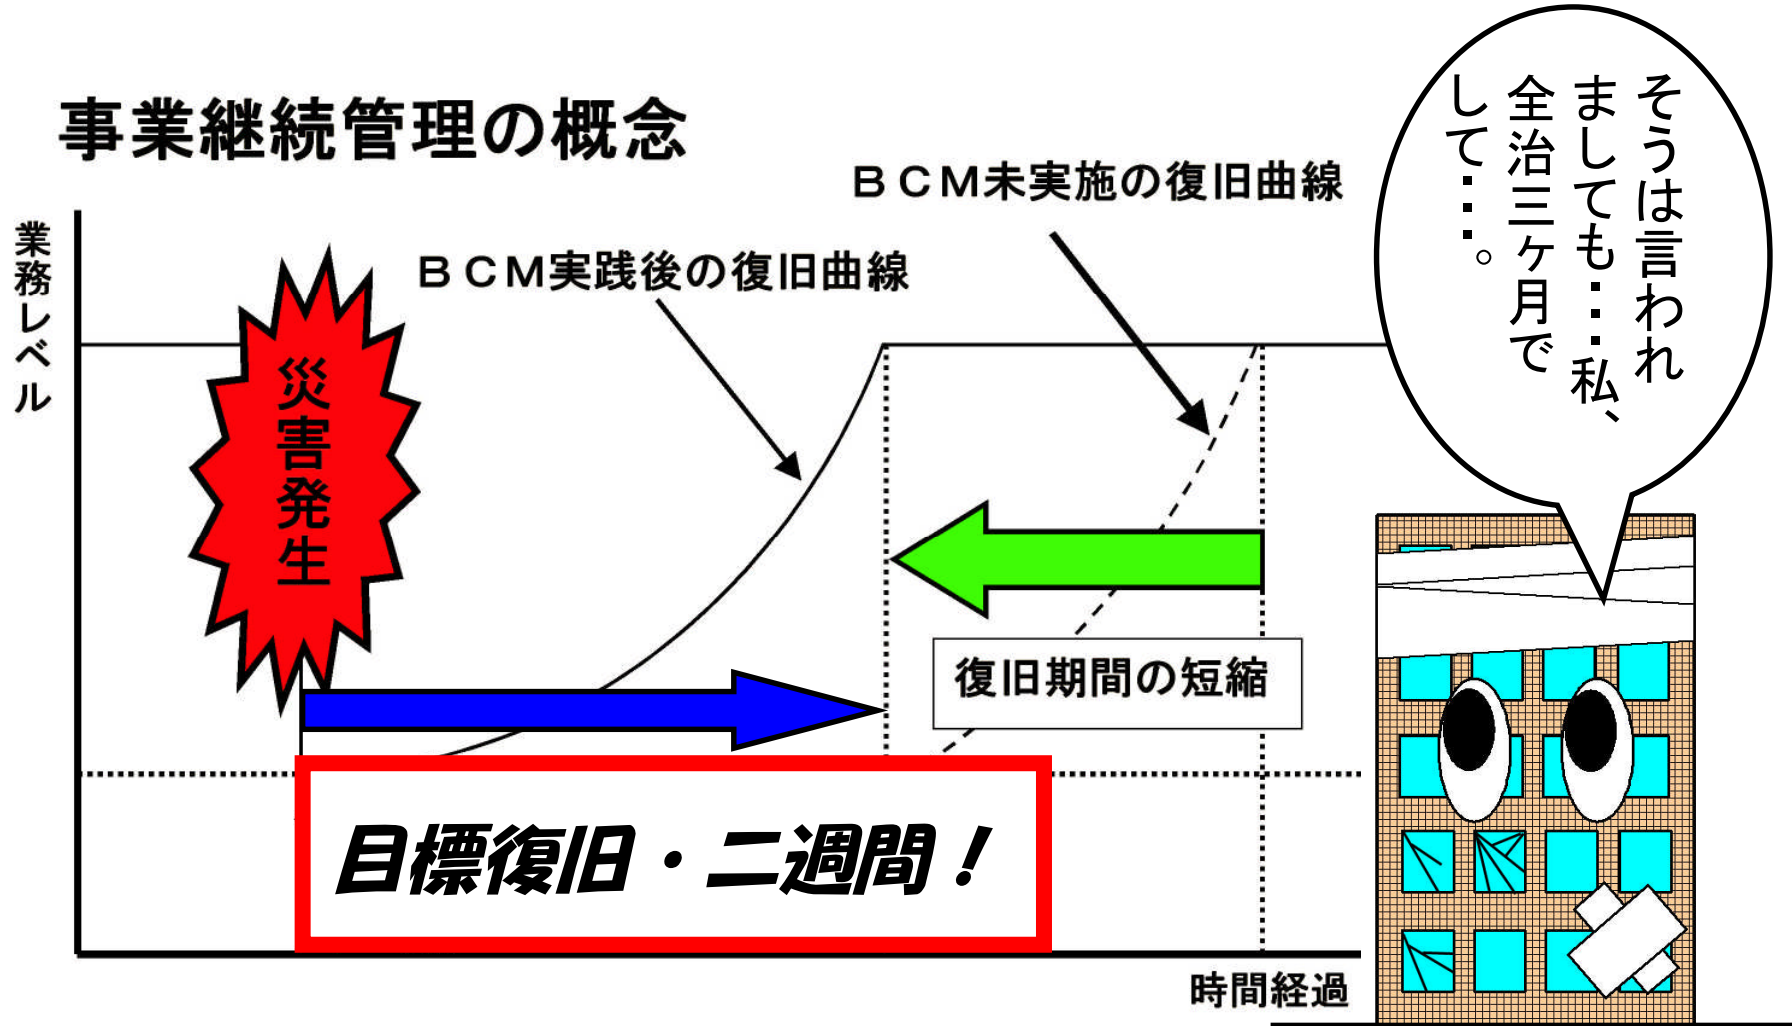 事業継続管理の概念
そうは言われ
ましても・・・私、
全治三ヶ月で
して・・・。
BCM未実施の復旧曲線
BCM実践後の復旧曲線
業務レベル
災害発生
復旧期間の短縮
目標復旧・二週間！
時間経過